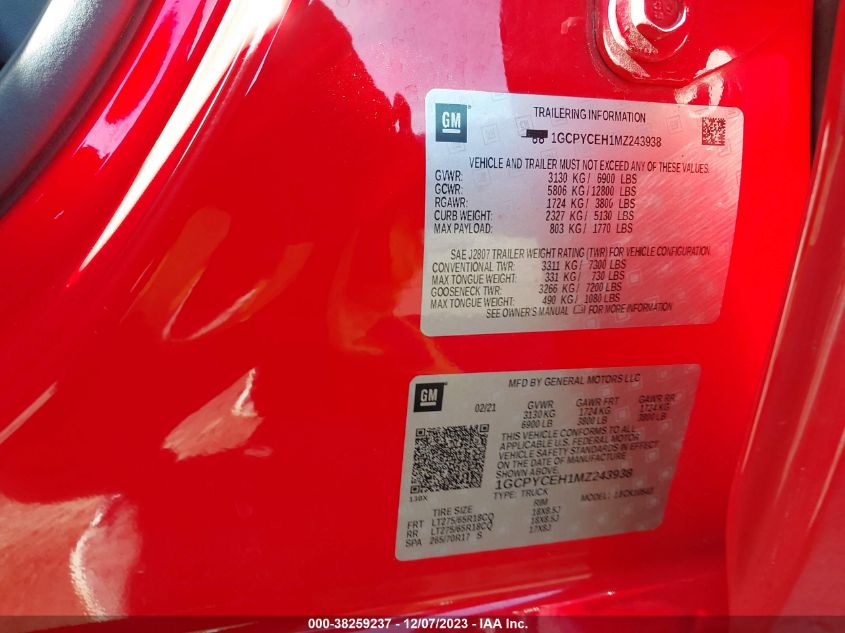 GM
TRAILERING INFORMATION
1GCPYCEH1MZ243938
VEHICLE AND TRAILER MUST NOT EXCEED ANY OF THESE VALUES.
GVWR: 3130 KG / 6900 LBS
GCWR: 5806 KG / 12800 LBS
RGAWR: 1724 KG / 3800 LBS
CURB WEIGHT: 2327 KG / 5130 LBS
MAX PAYLOAD: 803 KG / 1770 LBS
SAE J2807 TRAILER WEIGHT RATING (TWR) FOR VEHICLE CONFIGURATION.
CONVENTIONAL TWR: 3311 KG / 7300 LBS
MAX TONGUE WEIGHT: 331 KG / 730 LBS
GOOSENECK TWR: 3266 KG / 7200 LBS
MAX TONGUE WEIGHT: 490 KG / 1080 LBS
SEE OWNER'S MANUAL FOR MORE INFORMATION
GM
MFD BY GENERAL MOTORS LLC
02/21 GVWR GAWR FRT GAWR RR
3130 KG 1724 KG 1724 KG
6900 LB 3800 LB 3800 LB
THIS VEHICLE CONFORMS TO ALL
APPLICABLE U.S. FEDERAL MOTOR
VEHICLE SAFETY STANDARDS IN EFFECT
ON THE DATE OF MANUFACTURE
SHOWN ABOVE.
1GCPYCEH1MZ243938
130X TYPE: TRUCK MODEL:
TIRE SIZE RIM
FRT LT275/65R18CQ 18X8.5J
RR LT275/65R18CQ 18X8.5J
SPA 265/70R17 S 17X8J
000-38259237 - 12/07/2023 - IAA Inc.